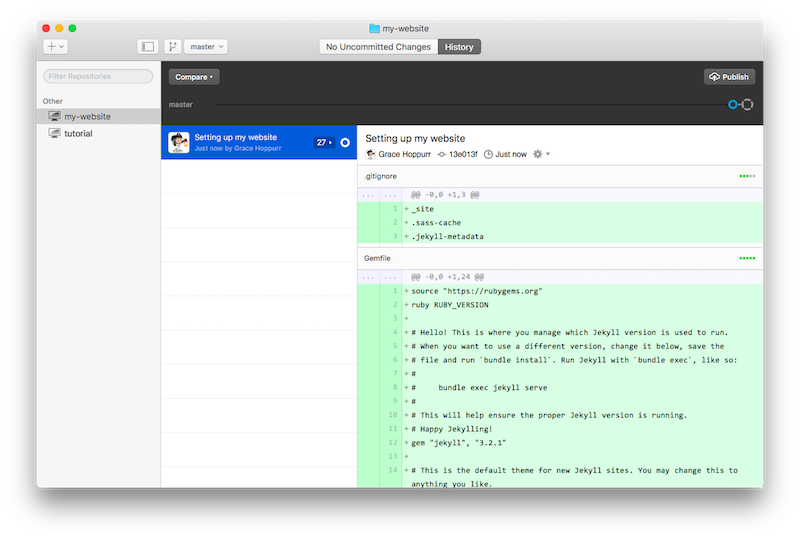 my-website
master
No Uncommitted Changes
History
Filter Repositories
Other
my-website
tutorial
Compare
Publish
master
Setting up my website
Just now by Grace Hoppurr
27
Setting up my website
Grace Hoppurr 13e013f Just now
.gitignore
... ... @@ -0,0 +1,3 @@
1 +_site
2 +.sass-cache
3 +.jekyll-metadata
Gemfile
... ... @@ -0,0 +1,24 @@
1 +source "https://rubygems.org"
2 +ruby RUBY_VERSION
3 +
4 +# Hello! This is where you manage which Jekyll version is used to run.
5 +# When you want to use a different version, change it below, save the
6 +# file and run `bundle install`. Run Jekyll with `bundle exec`, like so:
7 +#
8 +#     bundle exec jekyll serve
9 +#
10 +# This will help ensure the proper Jekyll version is running.
11 +# Happy Jekylling!
12 +gem "jekyll", "3.2.1"
13 +
14 +# This is the default theme for new Jekyll sites. You may change this to
anything you like.